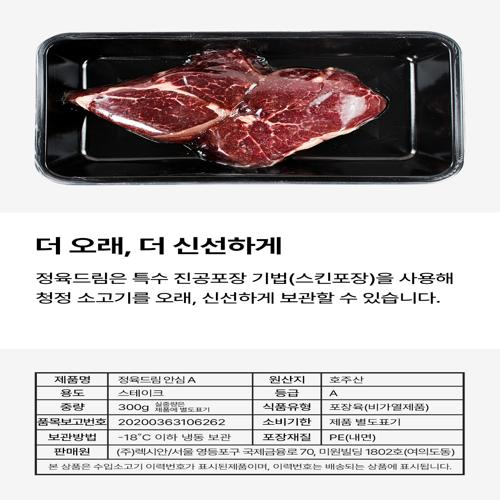 더 오래, 더 신선하게
정육드림은 특수 진공포장 기법(스킨포장)을 사용해
청정 소고기를 오래, 신선하게 보관할 수 있습니다.
제품명 정육드림 안심 A 원산지 호주산
용도 스테이크 등급 A
중량 300g 실중량은 제품에 별도표기 식품유형 포장육(비가열제품)
품목보고번호 20200363106262 소비기한 제품 별도표기
보관방법 -18˚C 이하 냉동 보관 포장재질 PE(내면)
판매원 (주)렉시안/서울 영등포구 국제금융로 70, 미원빌딩 1802호(여의도동)
본 상품은 수입소고기 이력번호가 표시된제품이며, 이력번호는 배송되는 상품에 표시됩니다.